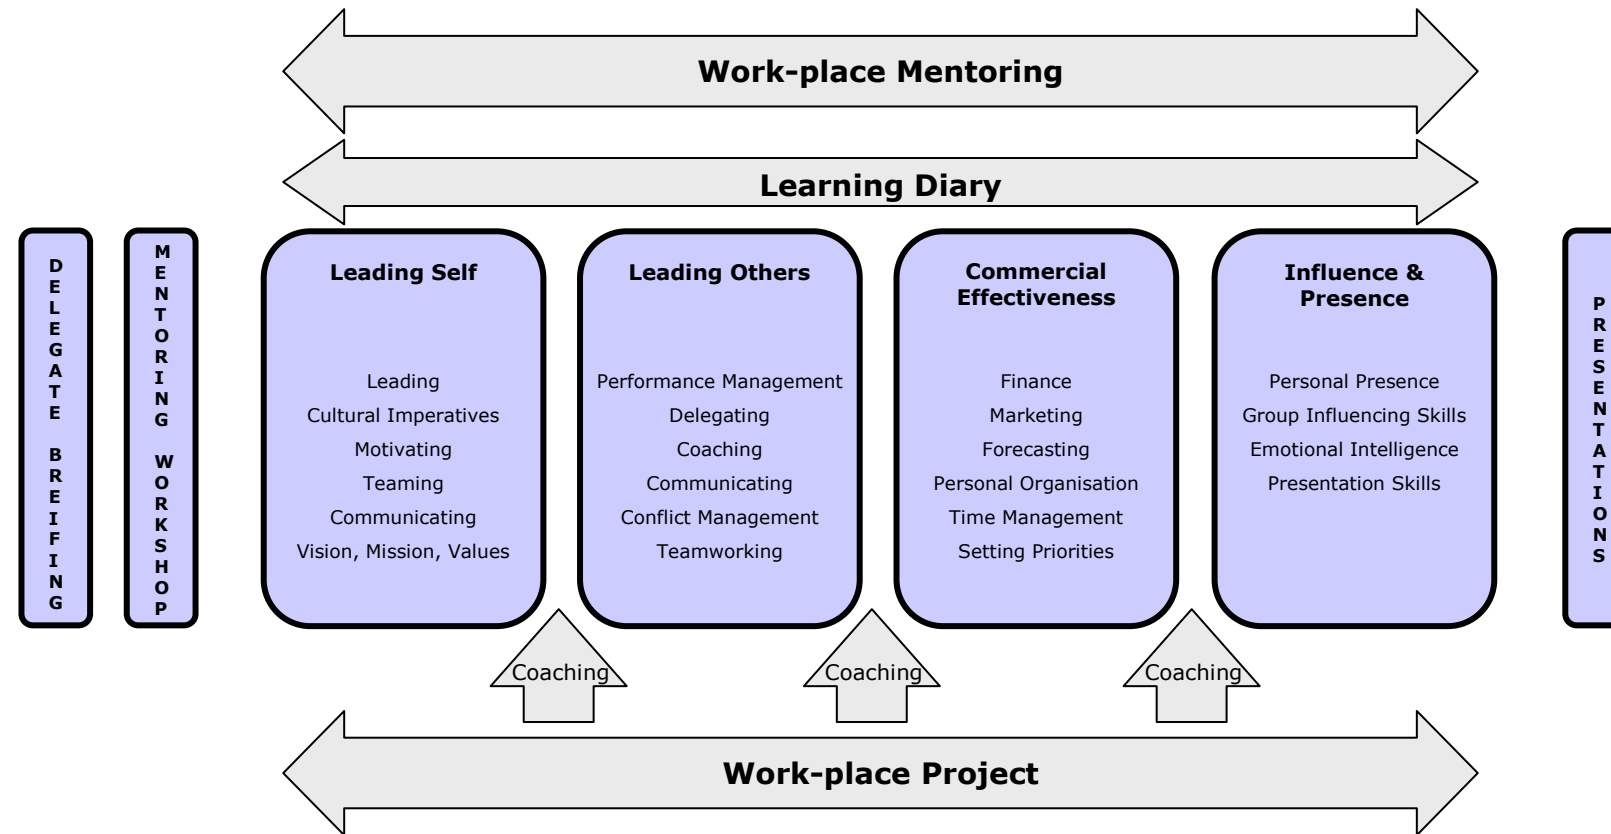 Work-place Mentoring
Learning Diary
DELEGATE BREIFING
MENTORING WORKSHOP
Leading Self
Leading
Cultural Imperatives
Motivating
Teaming
Communicating
Vision, Mission, Values
Leading Others
Performance Management
Delegating
Coaching
Communicating
Conflict Management
Teamworking
Commercial
Effectiveness
Finance
Marketing
Forecasting
Personal Organisation
Time Management
Setting Priorities
Influence &
Presence
Personal Presence
Group Influencing Skills
Emotional Intelligence
Presentation Skills
PRESENTATIONS
Coaching
Coaching
Coaching
Work-place Project